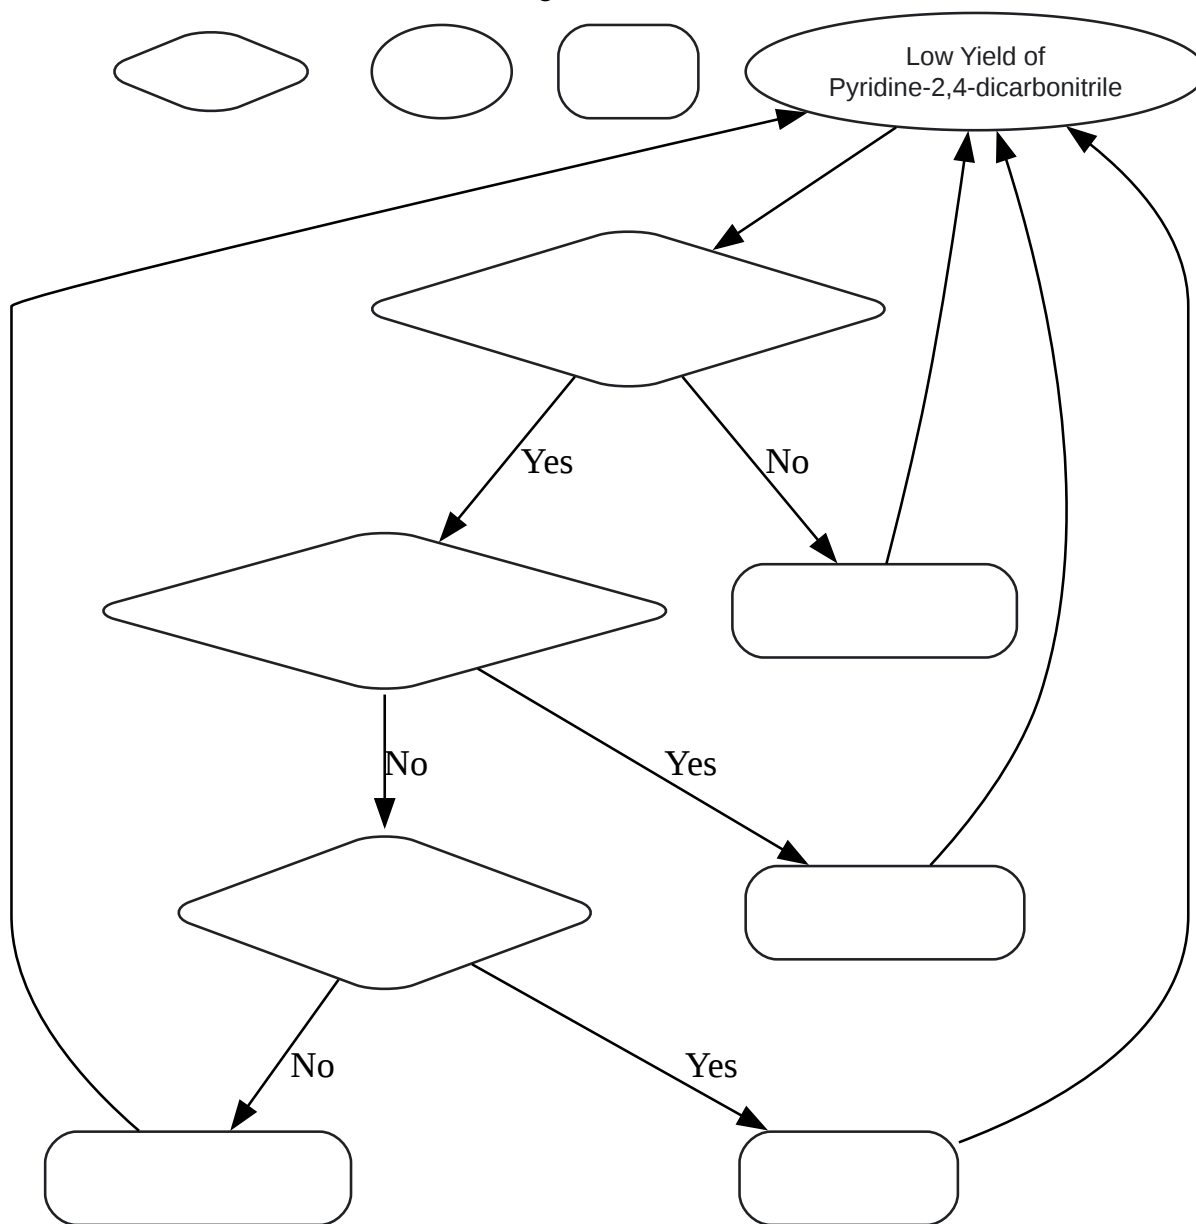 Low Yield of
Pyridine-2,4-dicarbonitrile
Yes
No
No
Yes
No
Yes